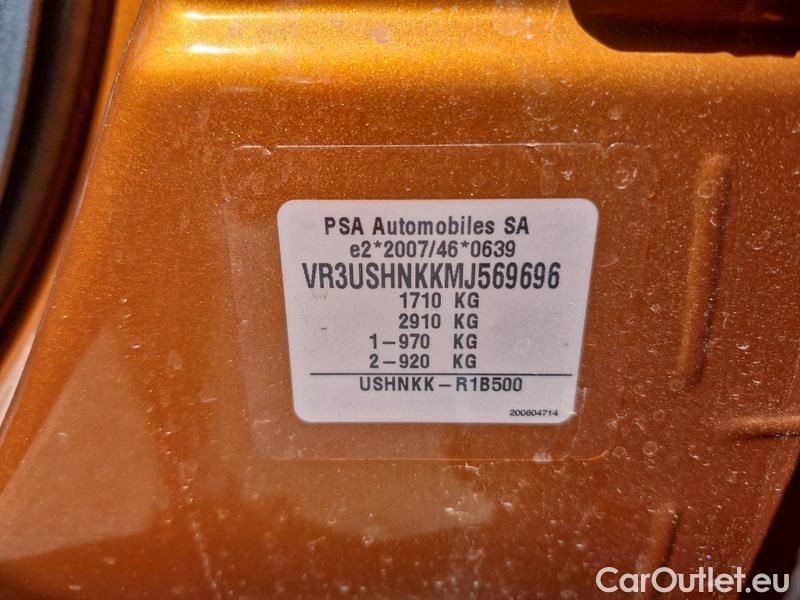 PSA Automobiles SA
e2*2007/46*0639
VR3USHNKKMJ569696
1710 KG
2910 KG
1-970 KG
2-920 KG
USHNKK-R1B500
200604714
CarOutlet.eu